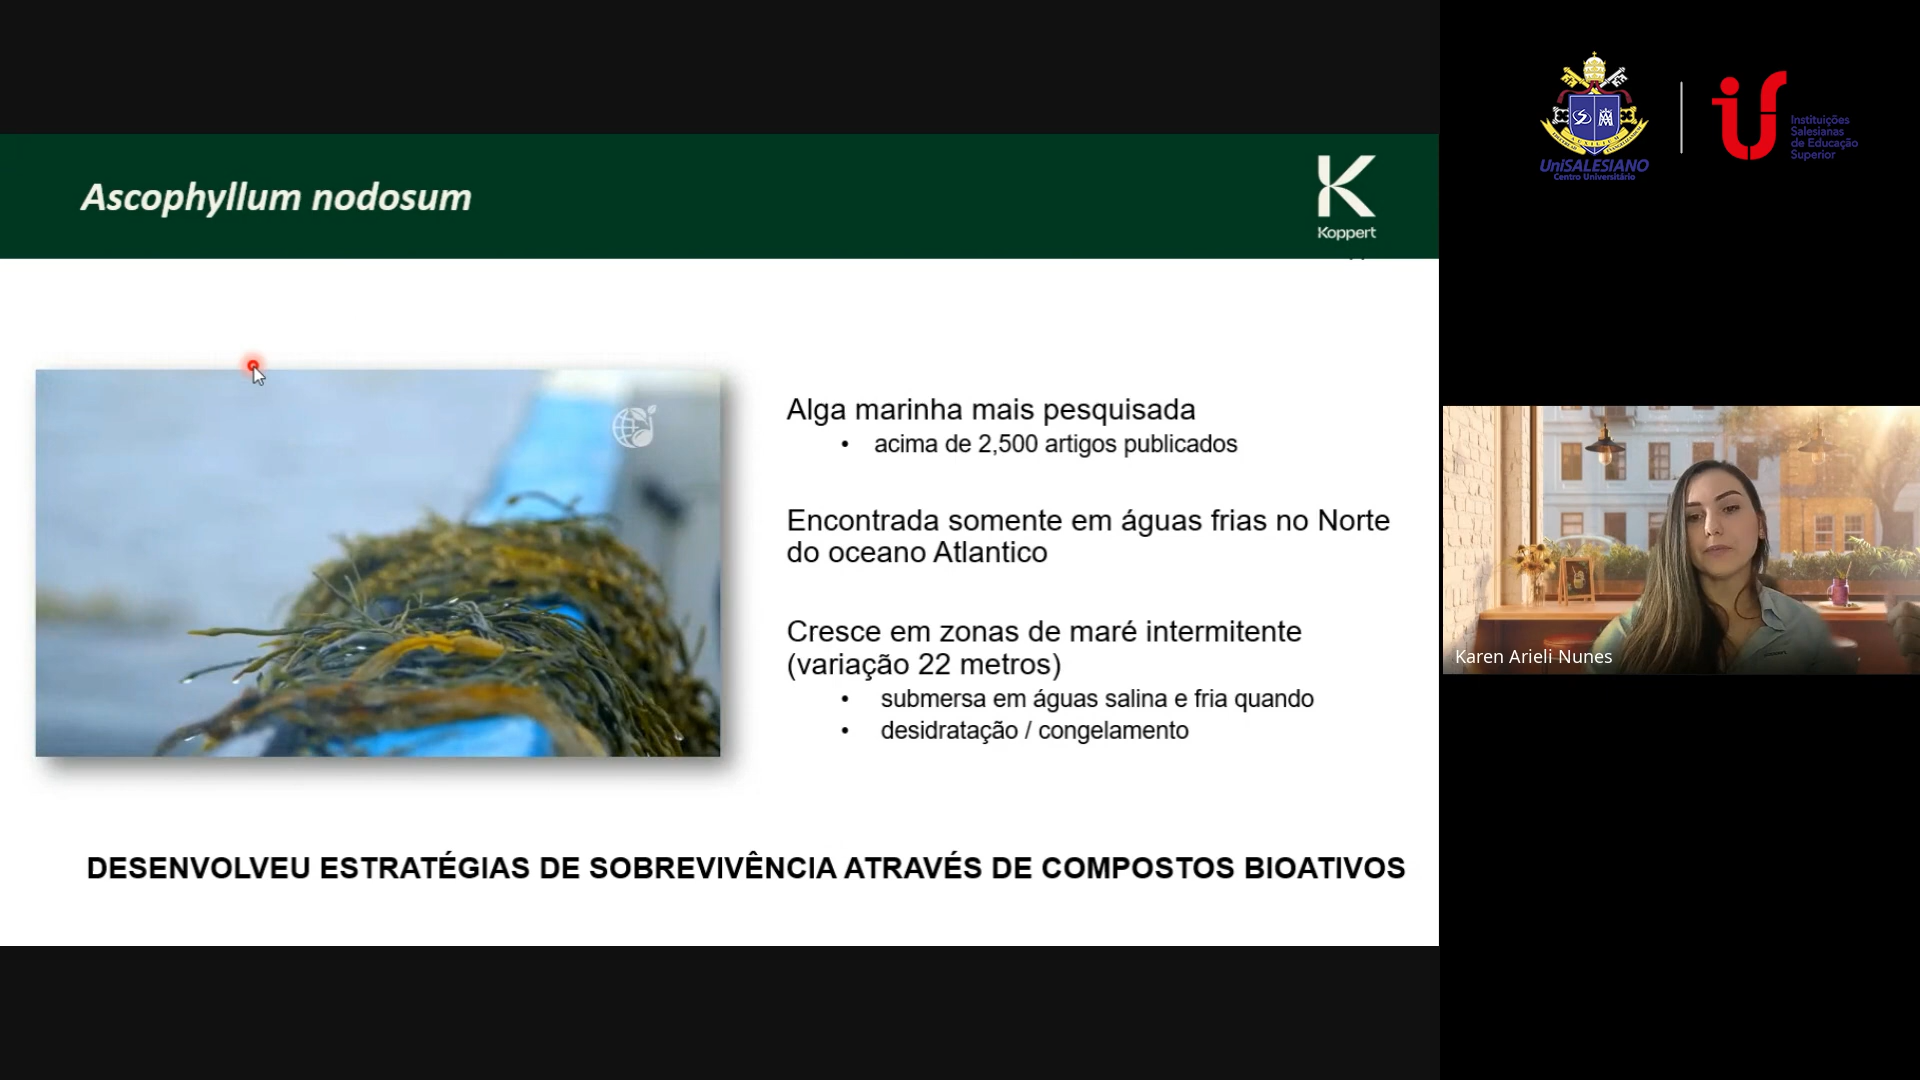 Ascophyllum nodosum
Koppert
Alga marinha mais pesquisada
• acima de 2,500 artigos publicados
Encontrada somente em águas frias no Norte
do oceano Atlantico
Cresce em zonas de maré intermitente
(variação 22 metros)
• submersa em águas salina e fria quando
• desidratação / congelamento
DESENVOLVEU ESTRATÉGIAS DE SOBREVIVÊNCIA ATRAVÉS DE COMPOSTOS BIOATIVOS
UniSALESIANO
Centro Universitário
Instituições
Salesianas
de Educação
Superior
Karen Arieli Nunes